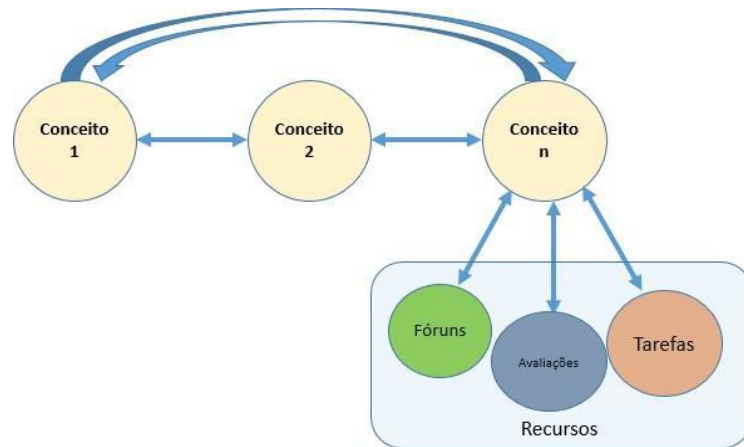 Conceito
1
Conceito
2
Conceito
n
Fóruns
Avaliações
Tarefas
Recursos